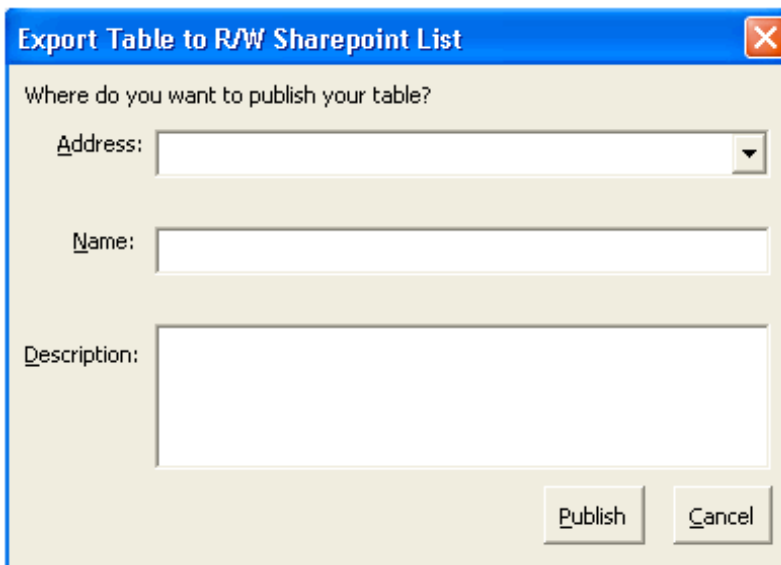 Export Table to R/W Sharepoint List
Where do you want to publish your table?
Address:
Name:
Description:
Publish Cancel